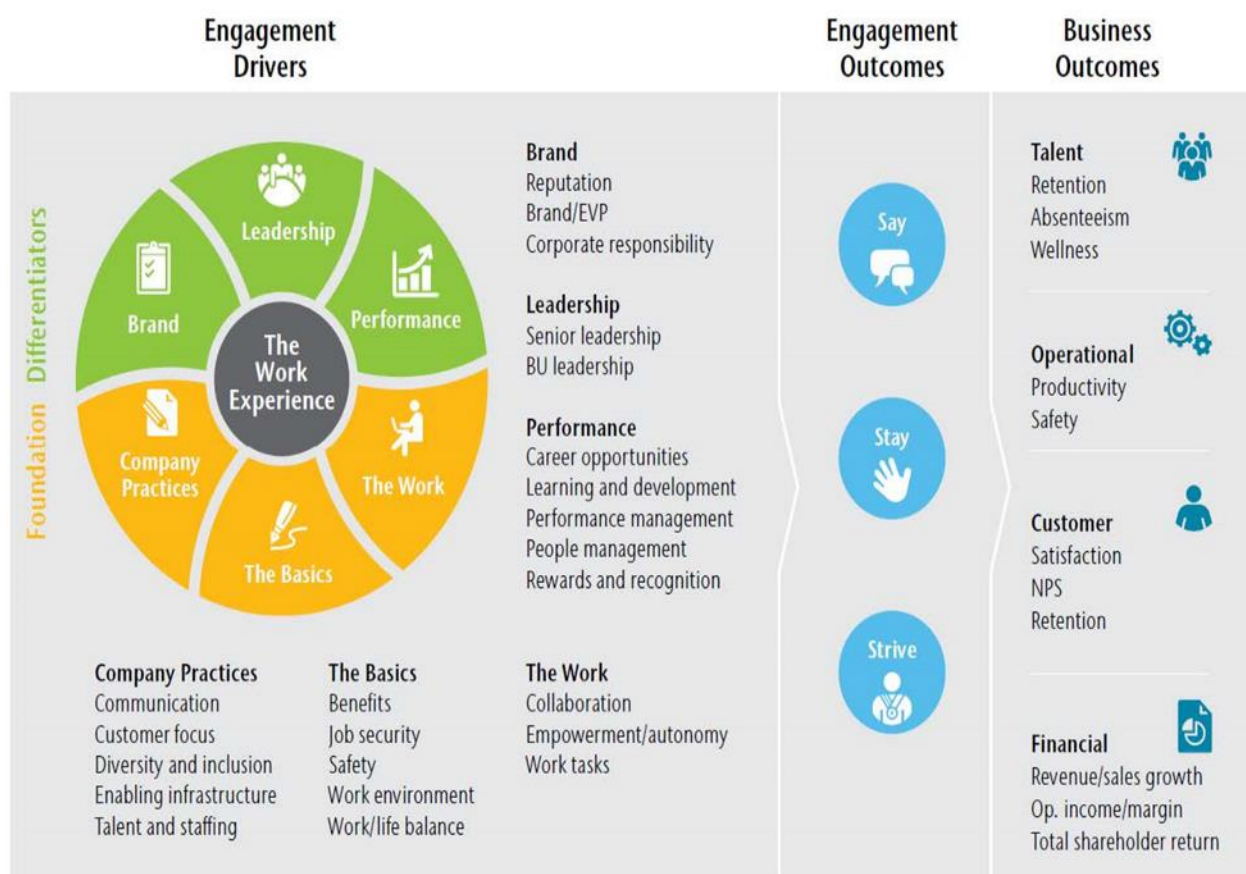 Engagement
Drivers
Engagement
Outcomes
Business
Outcomes
Differentiators
Foundation
Leadership
Performance
Brand
The
Work
Experience
Company
Practices
The Work
The Basics
Brand
Reputation
Brand/EVP
Corporate responsibility
Leadership
Senior leadership
BU leadership
Performance
Career opportunities
Learning and development
Performance management
People management
Rewards and recognition
Company Practices
Communication
Customer focus
Diversity and inclusion
Enabling infrastructure
Talent and staffing
The Basics
Benefits
Job security
Safety
Work environment
Work/life balance
The Work
Collaboration
Empowerment/autonomy
Work tasks
Say
Stay
Strive
Talent
Retention
Absenteeism
Wellness
Operational
Productivity
Safety
Customer
Satisfaction
NPS
Retention
Financial
Revenue/sales growth
Op. income/margin
Total shareholder return